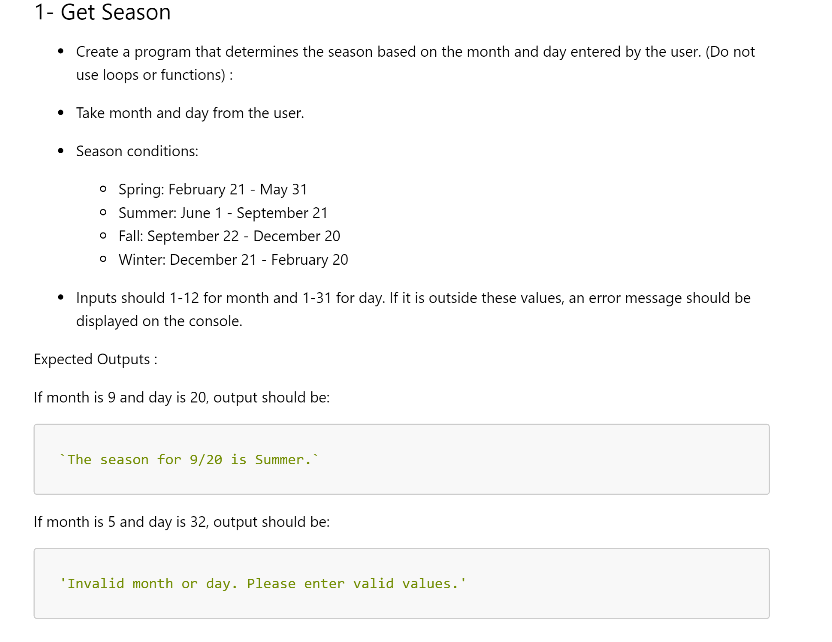 1- Get Season
• Create a program that determines the season based on the month and day entered by the user. (Do not
use loops or functions) :
• Take month and day from the user.
• Season conditions:
○ Spring: February 21 - May 31
○ Summer: June 1 - September 21
○ Fall: September 22 - December 20
○ Winter: December 21 - February 20
• Inputs should 1-12 for month and 1-31 for day. If it is outside these values, an error message should be
displayed on the console.
Expected Outputs :
If month is 9 and day is 20, output should be:
`The season for 9/20 is Summer.`
If month is 5 and day is 32, output should be:
'Invalid month or day. Please enter valid values.'